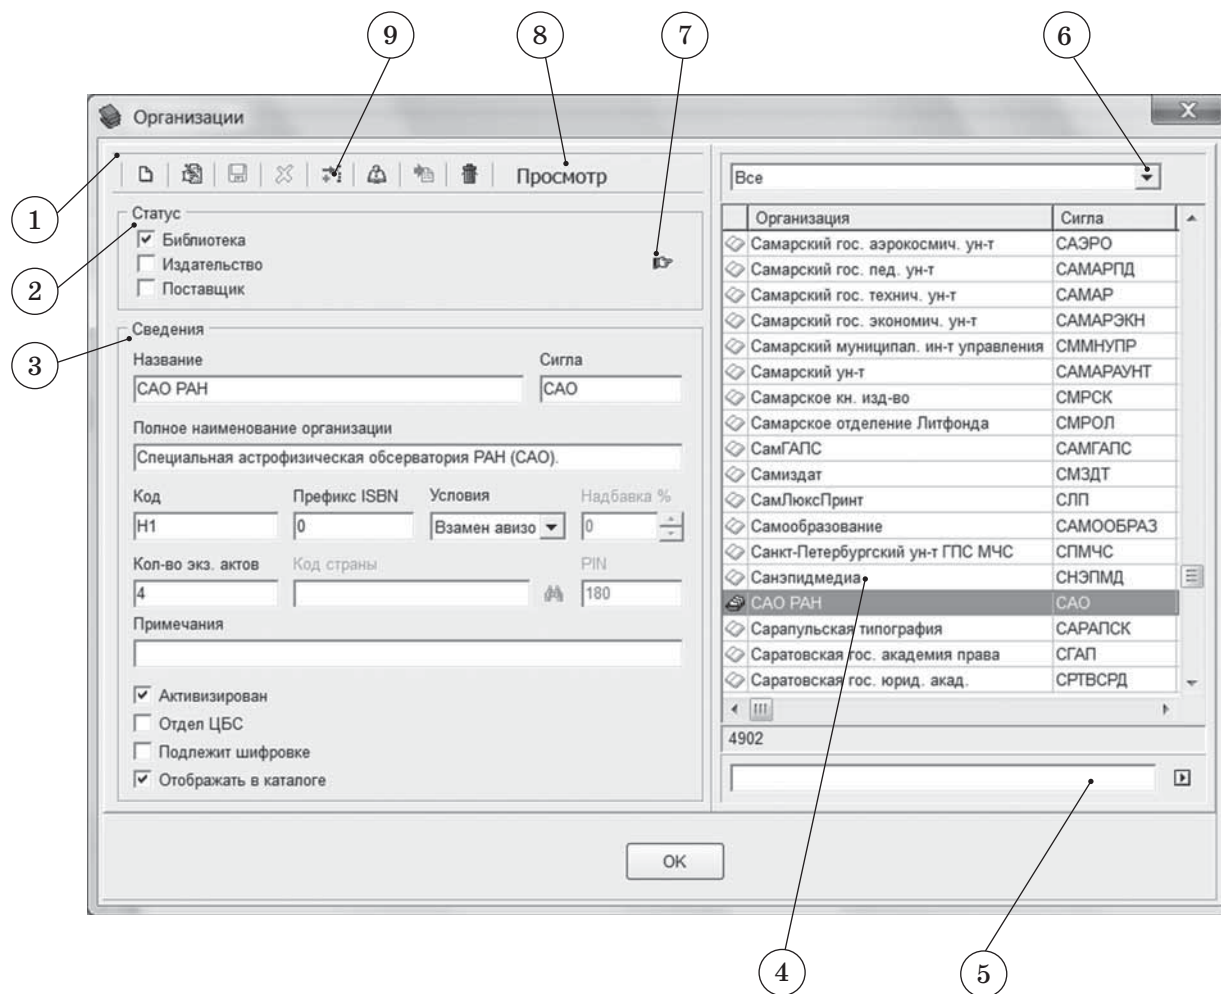 9
8
7
6
Организации
Просмотр
1
Статус
Библиотека
Издательство
Поставщик
2
Сведения
3
Название Сигла
САО РАН САО
Полное наименование организации
Специальная астрофизическая обсерватория РАН (САО).
Код Префикс ISBN Условия Надбавка %
Н1 0 Взамен авизо 0
Кол-во экз. актов Код страны PIN
4 180
Примечания
Активизирован
Отдел ЦБС
Подлежит шифровке
Отображать в каталоге
Все
Организация Сигла
Самарский гос. аэрокосмич. ун-т САЭРО
Самарский гос. пед. ун-т САМАРПД
Самарский гос. технич. ун-т САМАР
Самарский гос. экономич. ун-т САМАРЭКН
Самарский муниципал. ин-т управления СММНУПР
Самарский ун-т САМАРАУНТ
Самарское кн. изд-во СМРСК
Самарское отделение Литфонда СМРОЛ
СамГАПС САМГАПС
Самиздат СМЗДТ
СамЛюксПринт СЛП
Самообразование САМООБРАЗ
Санкт-Петербургский ун-т ГПС МЧС СПМЧС
Санэпидмедиа СНЭПМД
САО РАН САО
Сарапульская типография САРАПСК
Саратовская гос. академия права СГАП
Саратовская гос. юрид. акад. СРТВСРД
4902
OK
4
5